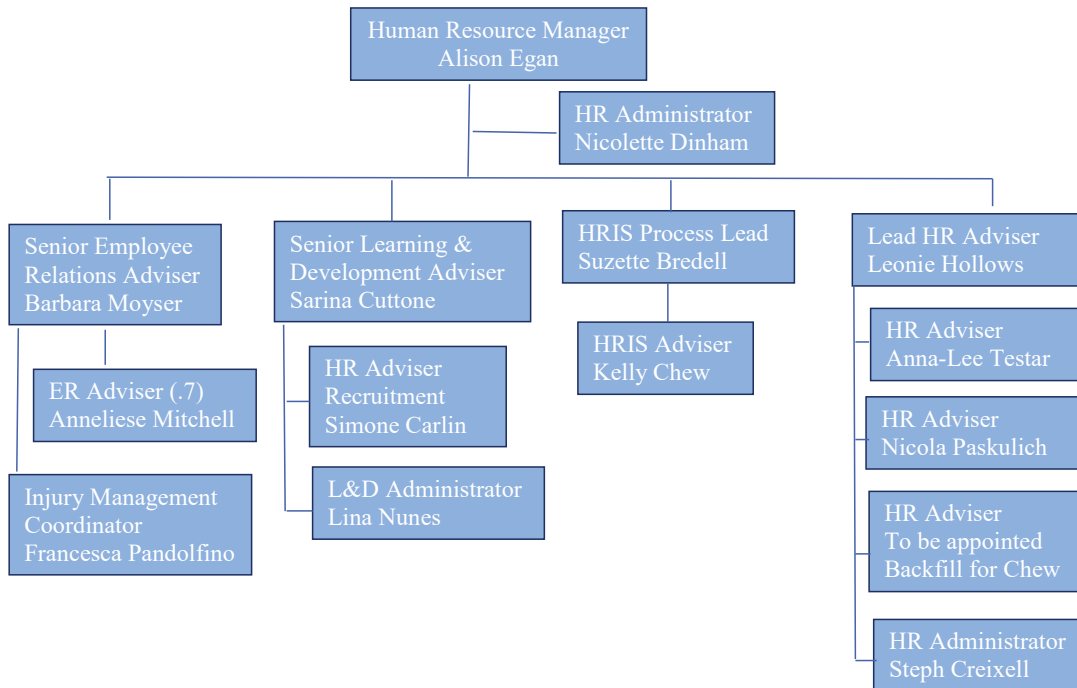 Human Resource Manager
Alison Egan
HR Administrator
Nicolette Dinham
Senior Employee
Relations Adviser
Barbara Moyser
ER Adviser (.7)
Anneliese Mitchell
Injury Management
Coordinator
Francesca Pandolfino
Senior Learning &
Development Adviser
Sarina Cuttone
HR Adviser
Recruitment
Simone Carlin
L&D Administrator
Lina Nunes
HRIS Process Lead
Suzette Bredell
HRIS Adviser
Kelly Chew
Lead HR Adviser
Leonie Hollows
HR Adviser
Anna-Lee Testar
HR Adviser
Nicola Paskulich
HR Adviser
To be appointed
Backfill for Chew
HR Administrator
Steph Creixell